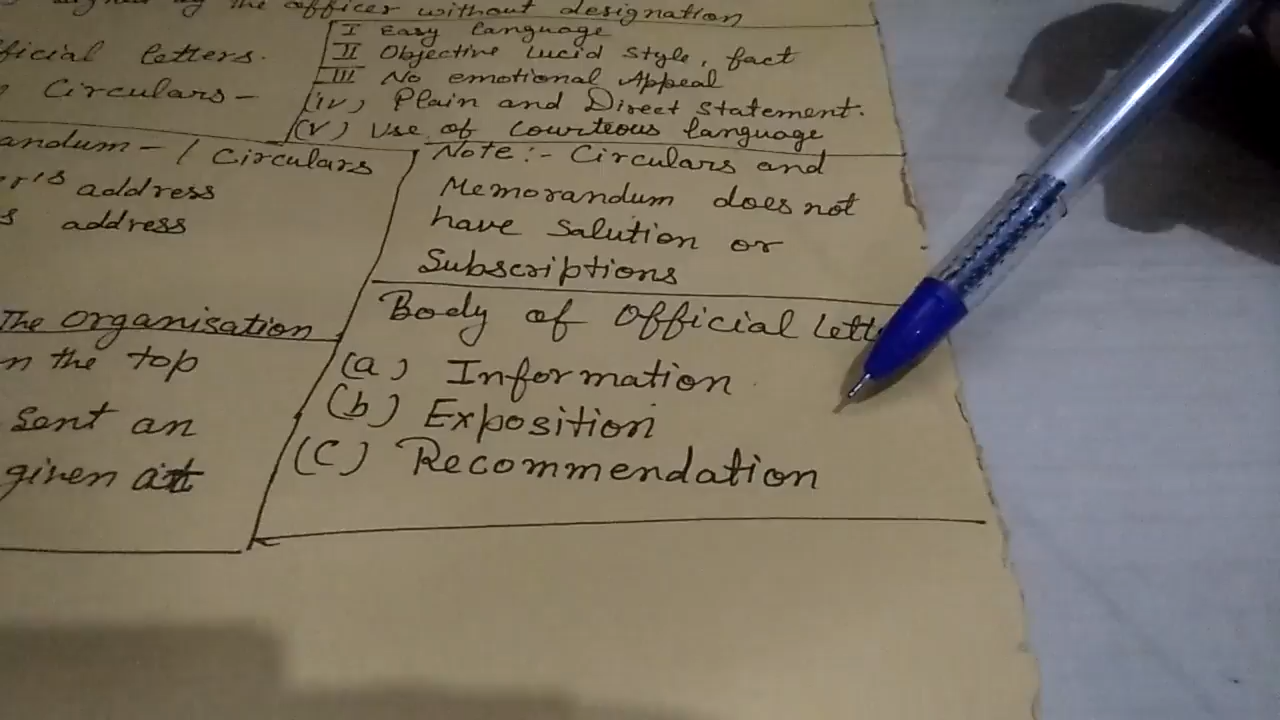 by the officer without designation
I Easy language
II Objective Lucid Style, fact
III No emotional Appeal
(iv) Plain and Direct Statement.
(v) Use of Courteous language
ficial letters.
Circulars-
andum - / Circulars
r's address
s address
Note:- Circulars and
Memorandum does not
have Salution or
Subscriptions
The Organisation
n the top
Sent an
given at
Body of Official Lett
(a) Information
(b) Exposition
(C) Recommendation